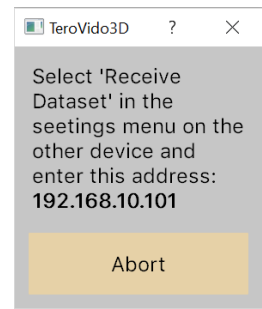 TeroVido3D ?
Select 'Receive
Dataset' in the
seetings menu on the
other device and
enter this address:
192.168.10.101
Abort